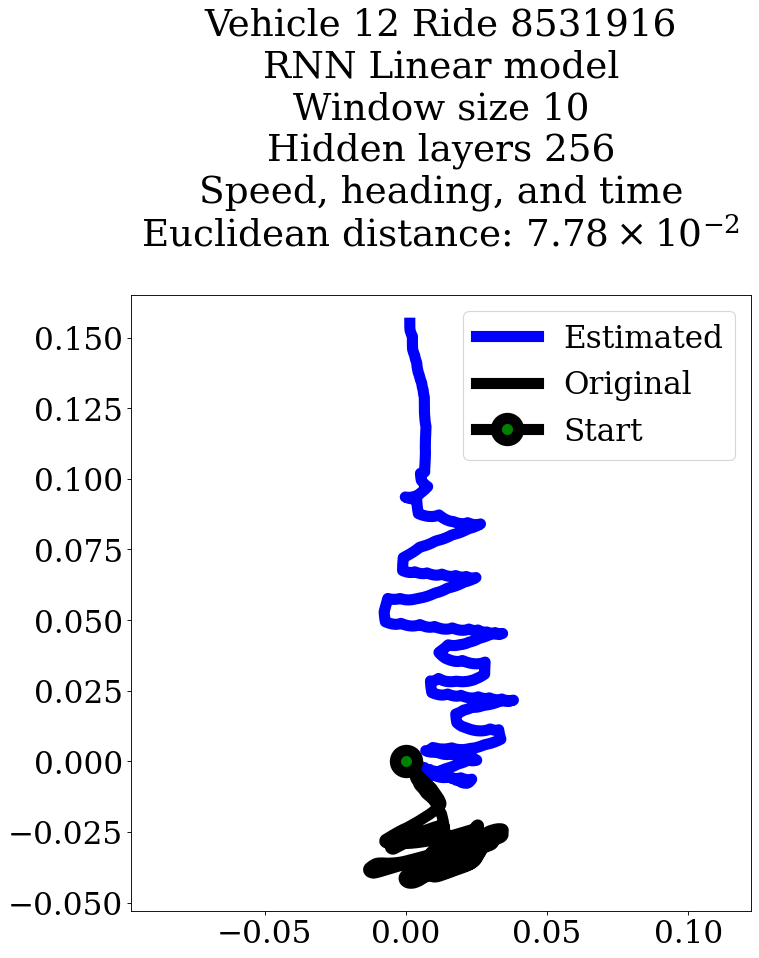 Vehicle 12 Ride 8531916
RNN Linear model
Window size 10
Hidden layers 256
Speed, heading, and time
Euclidean distance: 7.78 × 10⁻²
Estimated
Original
Start
0.150
0.125
0.100
0.075
0.050
0.025
0.000
−0.025
−0.050
−0.05 0.00 0.05 0.10